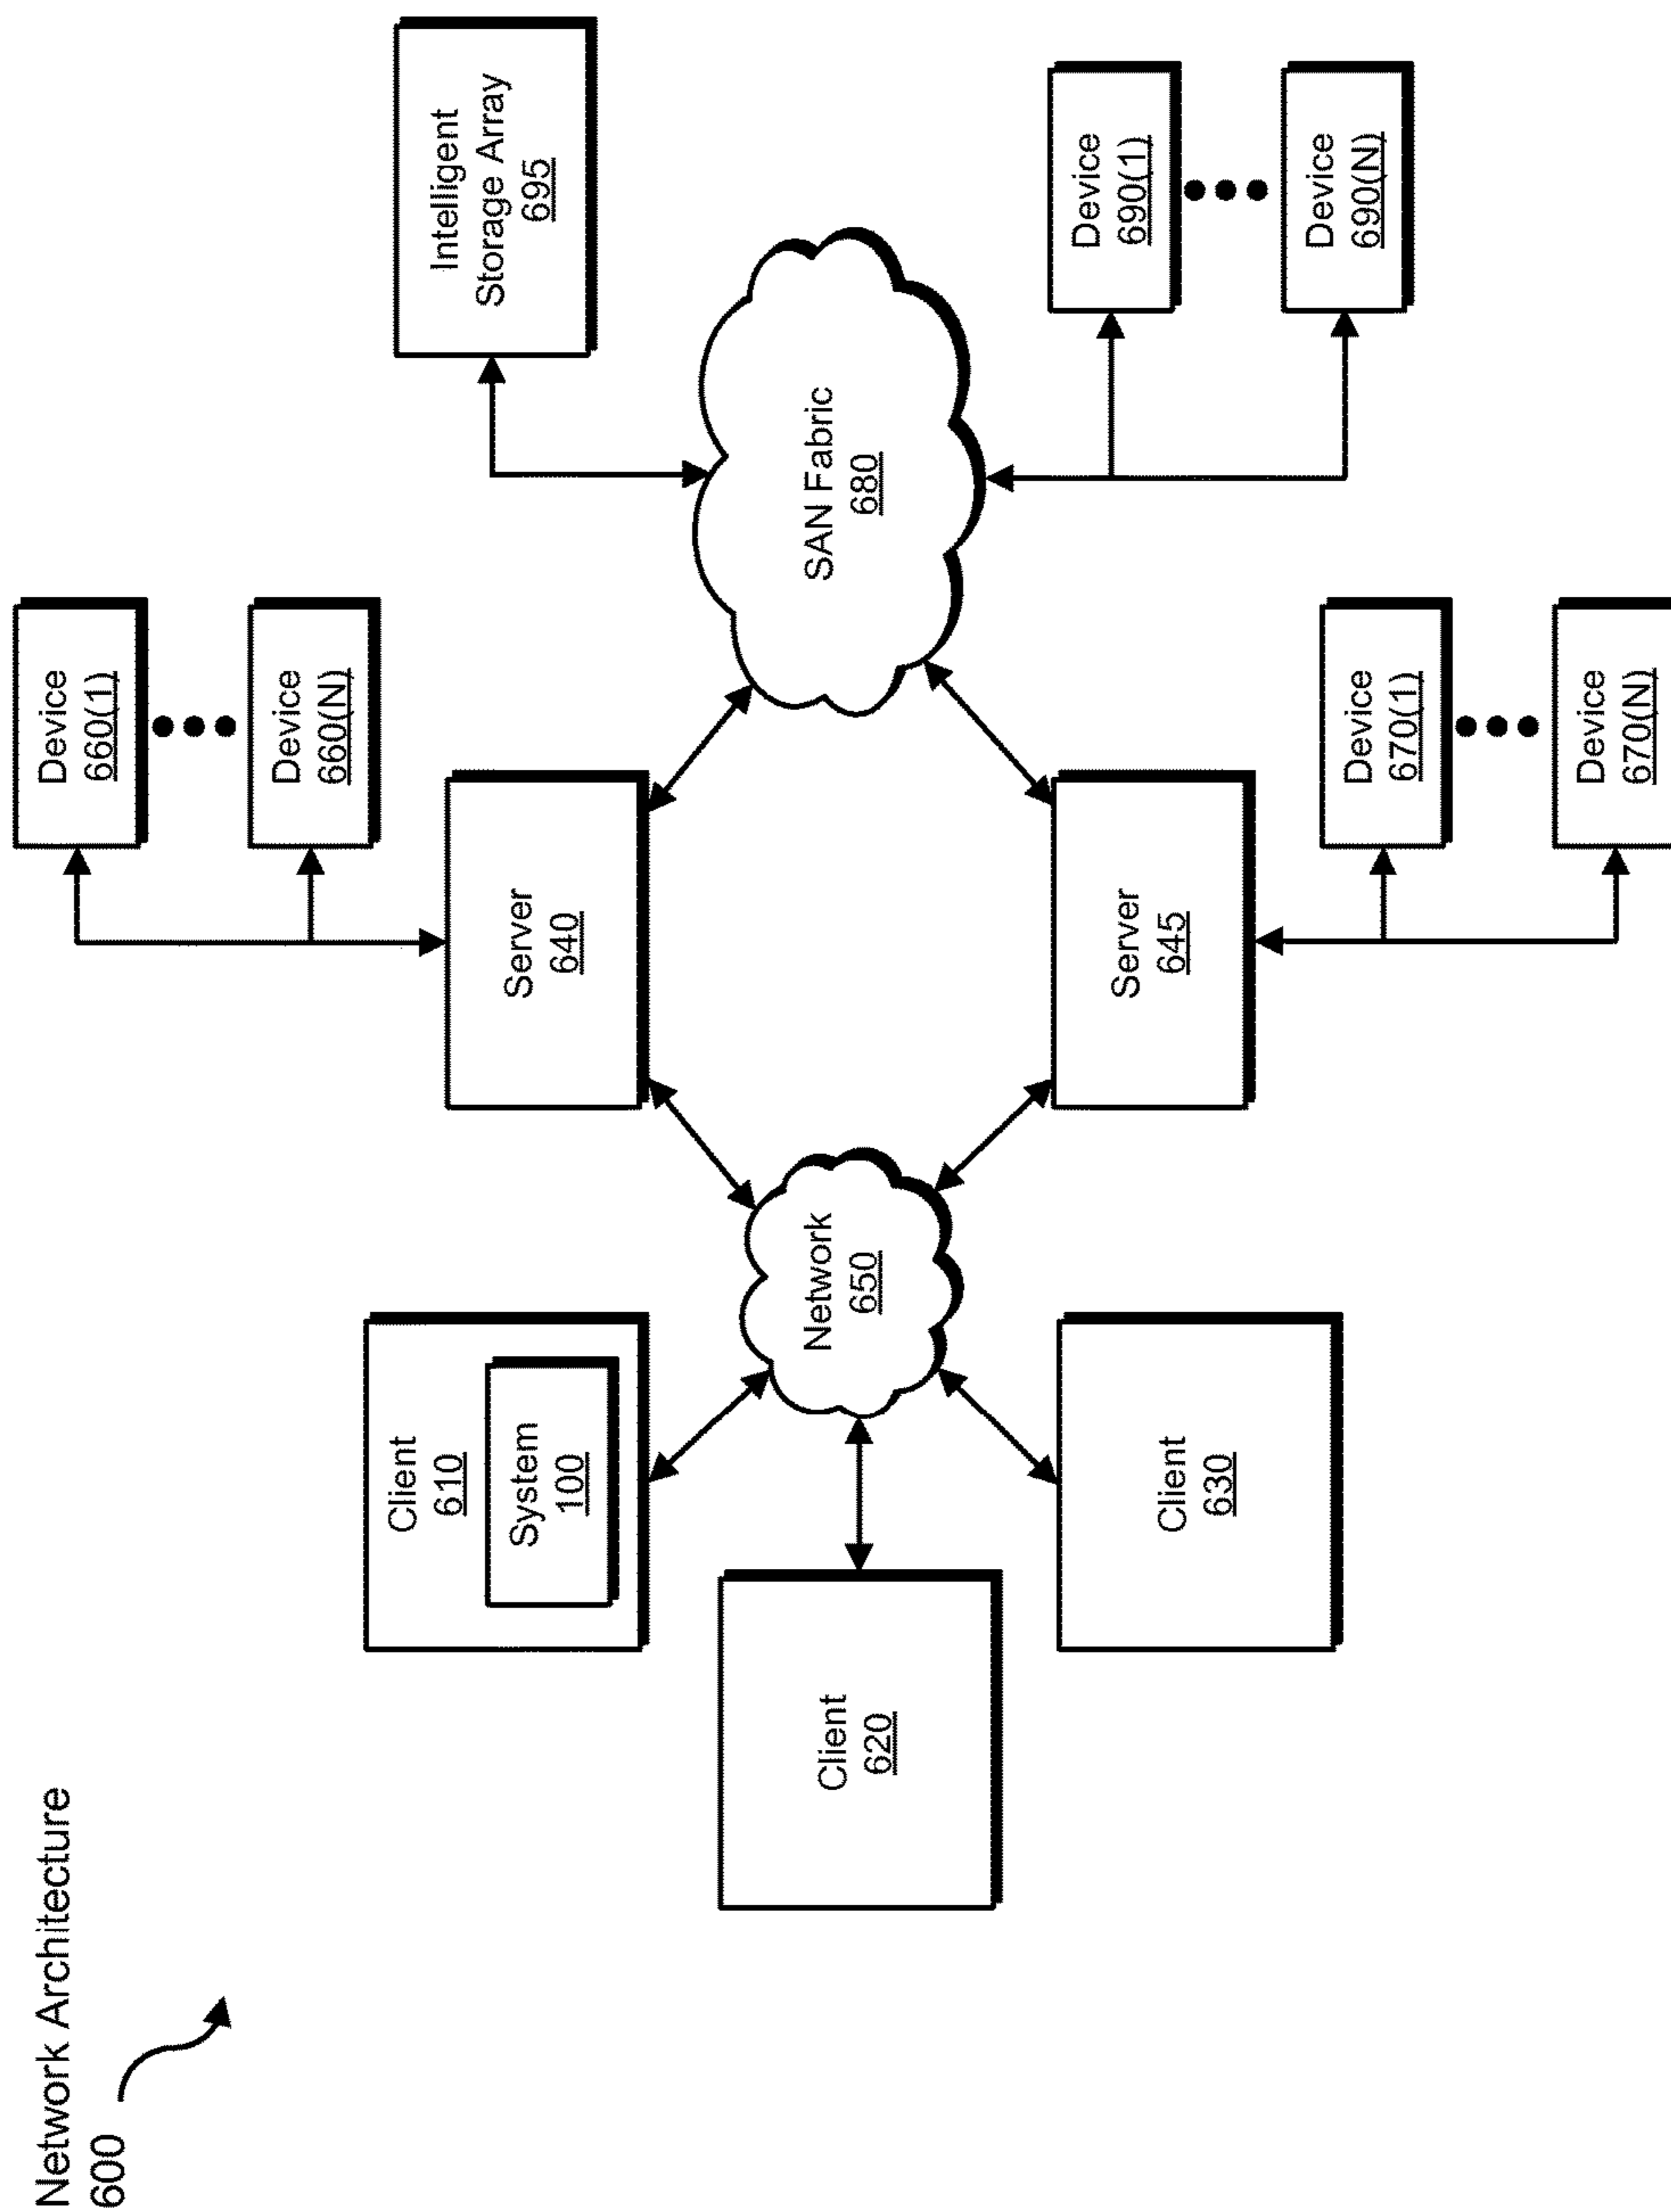 Network Architecture
600
Client
610
System
100
Client
620
Client
630
Network
650
Server
640
Server
645
Device
660(1)
Device
660(N)
Device
670(1)
Device
670(N)
SAN Fabric
680
Intelligent
Storage Array
695
Device
690(1)
Device
690(N)